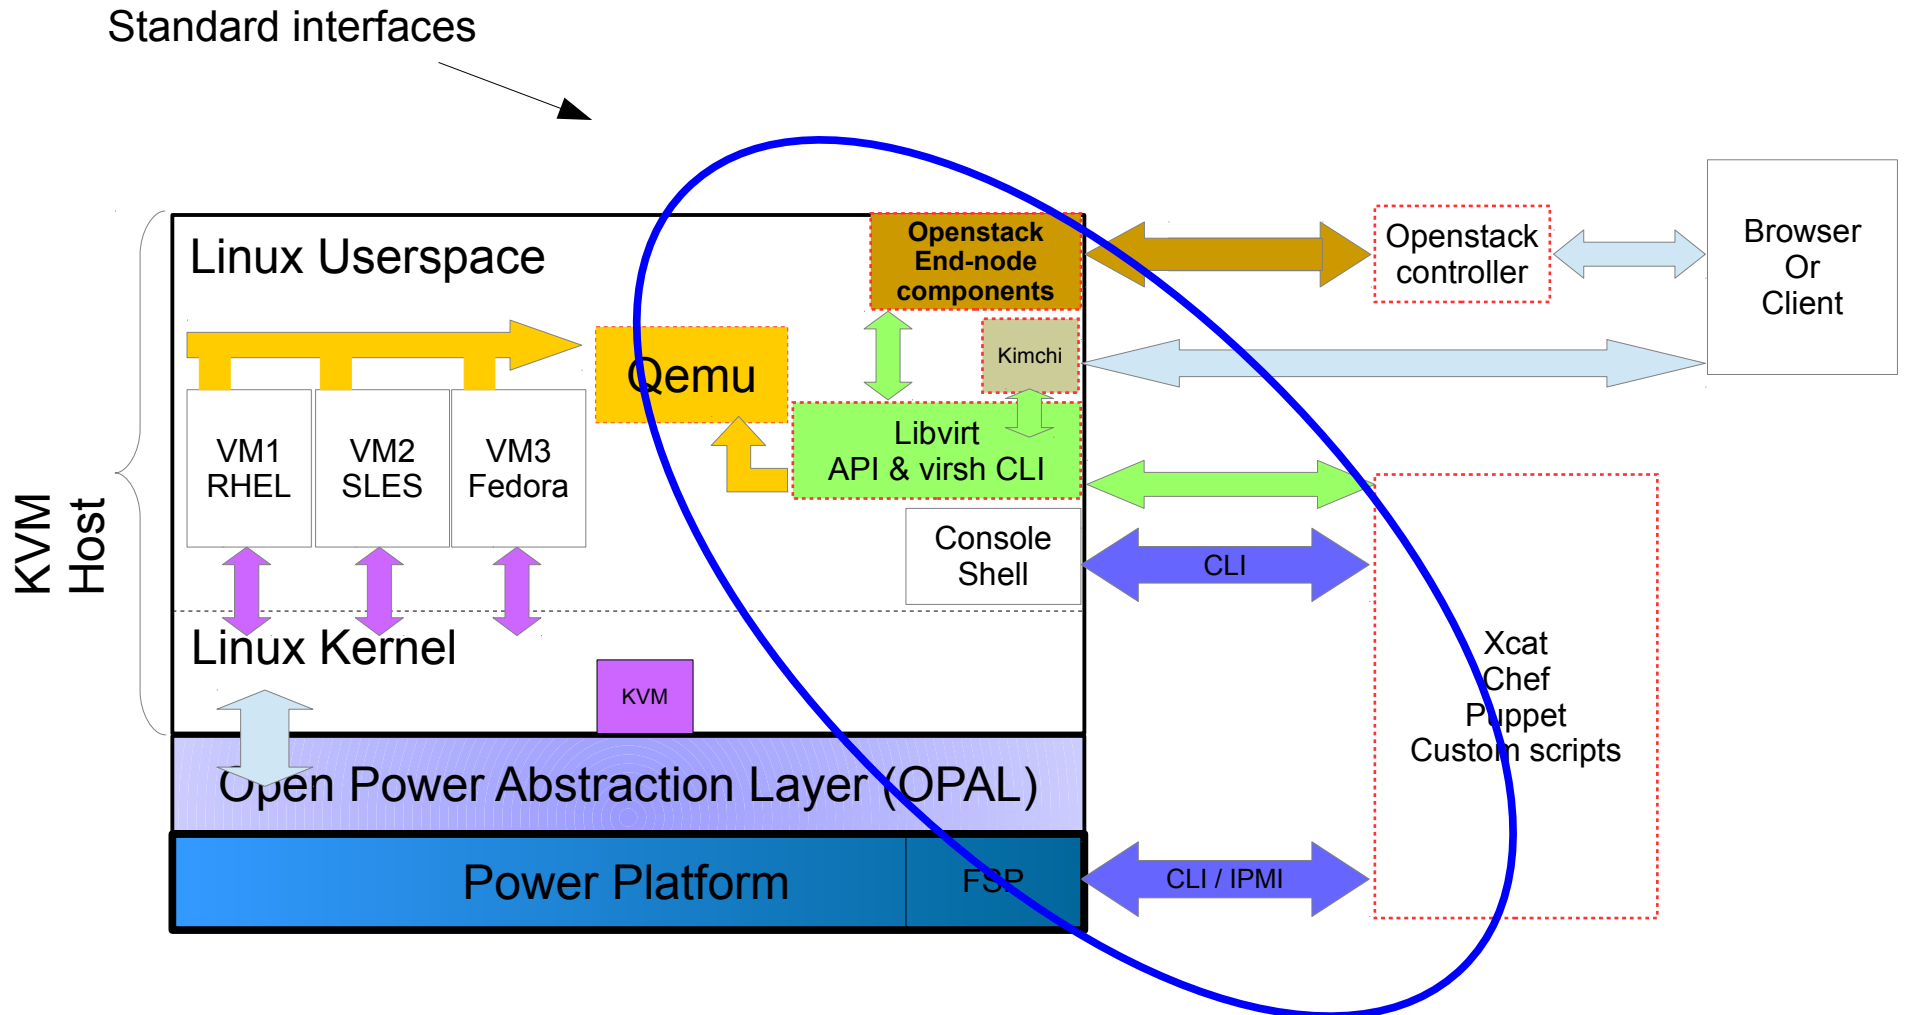 Standard interfaces
KVM
Host
Linux Userspace
Openstack
End-node
components
Openstack
controller
Browser
Or
Client
Kimchi
Qemu
Libvirt
API & virsh CLI
VM1
RHEL
VM2
SLES
VM3
Fedora
Console
Shell
CLI
Linux Kernel
KVM
Xcat
Chef
Puppet
Custom scripts
Open Power Abstraction Layer (OPAL)
Power Platform
FSP
CLI / IPMI